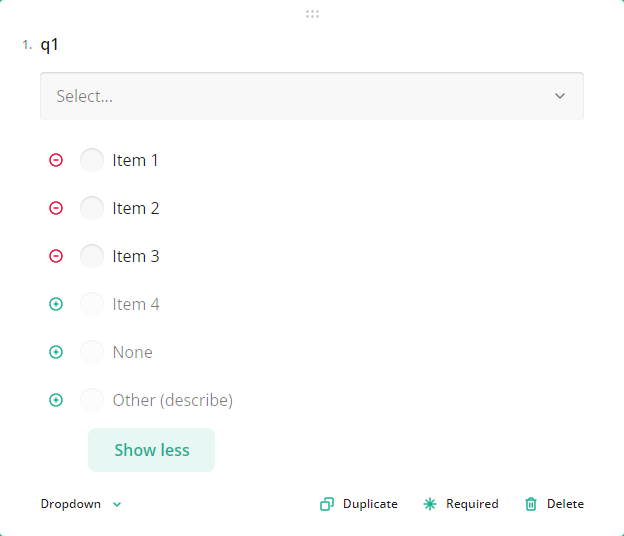 1. q1
Select...
Item 1
Item 2
Item 3
Item 4
None
Other (describe)
Show less
Dropdown Duplicate Required Delete